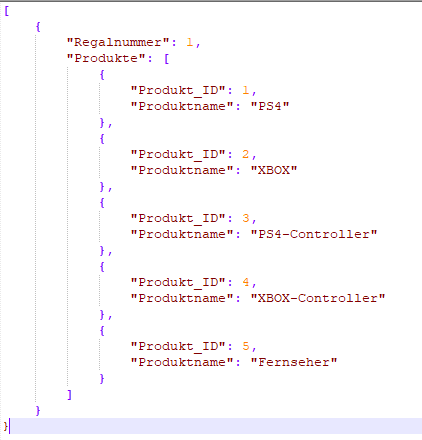 [
    {
        "Regalnummer": 1,
        "Produkte": [
            {
                "Produkt_ID": 1,
                "Produktname": "PS4"
            },
            {
                "Produkt_ID": 2,
                "Produktname": "XBOX"
            },
            {
                "Produkt_ID": 3,
                "Produktname": "PS4-Controller"
            },
            {
                "Produkt_ID": 4,
                "Produktname": "XBOX-Controller"
            },
            {
                "Produkt_ID": 5,
                "Produktname": "Fernseher"
            }
        ]
    }
}